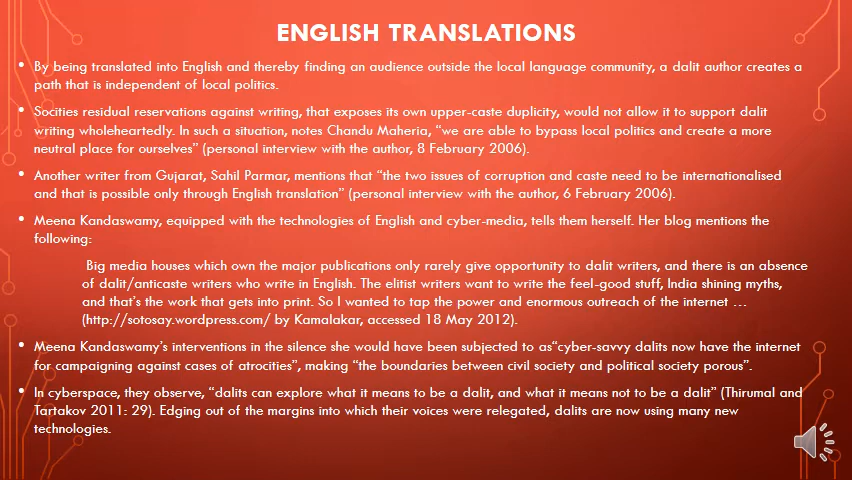 ENGLISH TRANSLATIONS
• By being translated into English and thereby finding an audience outside the local language community, a dalit author creates a
path that is independent of local politics.
• Socities residual reservations against writing, that exposes its own upper-caste duplicity, would not allow it to support dalit
writing wholeheartedly. In such a situation, notes Chandu Maheria, “we are able to bypass local politics and create a more
neutral place for ourselves” (personal interview with the author, 8 February 2006).
• Another writer from Gujarat, Sahil Parmar, mentions that “the two issues of corruption and caste need to be internationalised
and that is possible only through English translation” (personal interview with the author, 6 February 2006).
• Meena Kandaswamy, equipped with the technologies of English and cyber-media, tells them herself. Her blog mentions the
following:
Big media houses which own the major publications only rarely give opportunity to dalit writers, and there is an absence
of dalit/anticaste writers who write in English. The elitist writers want to write the feel-good stuff, India shining myths,
and that’s the work that gets into print. So I wanted to tap the power and enormous outreach of the internet …
(http://sotosay.wordpress.com/ by Kamalakar, accessed 18 May 2012).
• Meena Kandaswamy’s interventions in the silence she would have been subjected to as“cyber-savvy dalits now have the internet
for campaigning against cases of atrocities”, making “the boundaries between civil society and political society porous”.
• In cyberspace, they observe, “dalits can explore what it means to be a dalit, and what it means not to be a dalit” (Thirumal and
Tartakov 2011: 29). Edging out of the margins into which their voices were relegated, dalits are now using many new
technologies.